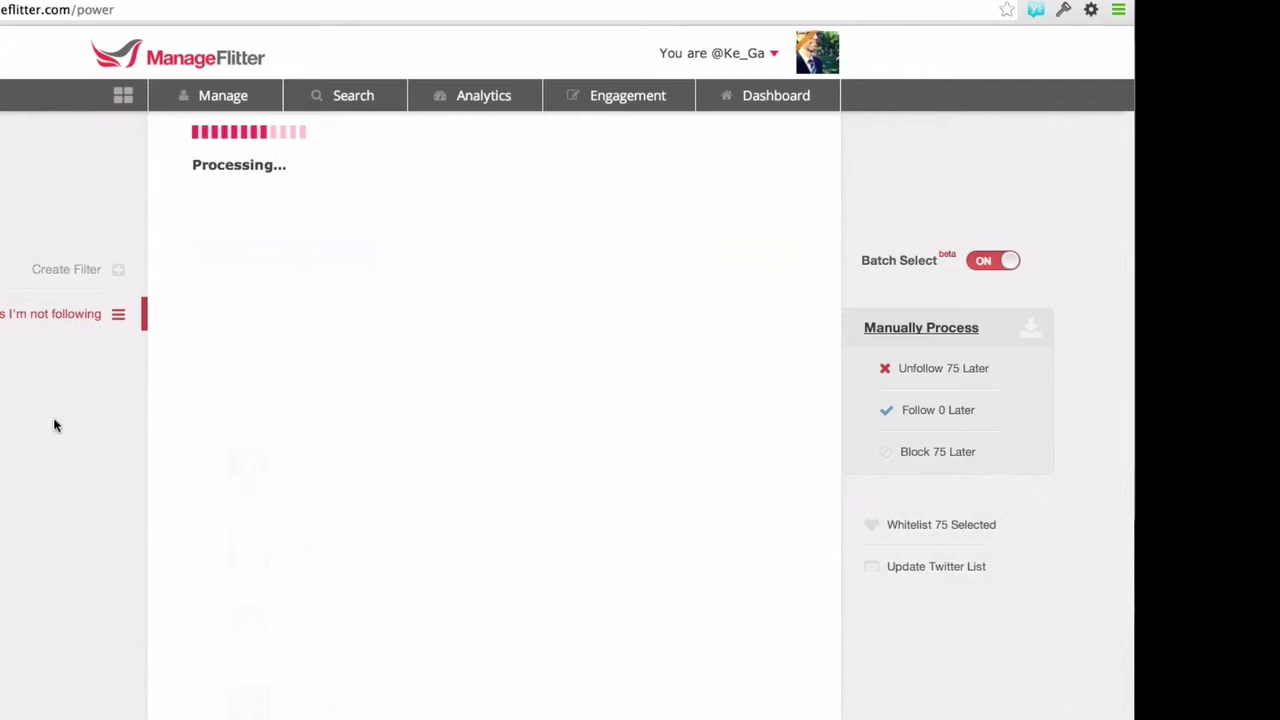 eflitter.com/power
ManageFlitter
You are @Ke_Ga
Manage
Search
Analytics
Engagement
Dashboard
Processing...
Create Filter
s I'm not following
Batch Select beta
ON
Manually Process
Unfollow 75 Later
Follow 0 Later
Block 75 Later
Whitelist 75 Selected
Update Twitter List